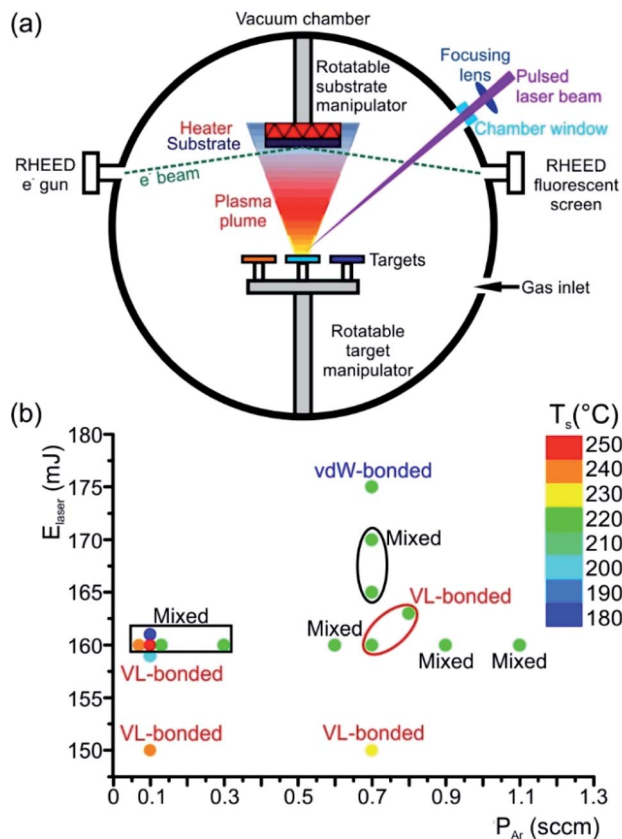 (a)
Vacuum chamber
Rotatable
substrate
manipulator
Focusing
lens
Pulsed
laser beam
Chamber window
Heater
Substrate
RHEED
e⁻ gun
e⁻ beam
Plasma
plume
RHEED
fluorescent
screen
Targets
Gas inlet
Rotatable
target
manipulator
(b)
T_s(°C)
250
240
230
220
210
200
190
180
E_laser (mJ)
180
175
170
165
160
155
150
vdW-bonded
Mixed
VL-bonded
Mixed
Mixed
Mixed
Mixed
VL-bonded
VL-bonded
VL-bonded
0.1
0.3
0.5
0.7
0.9
1.1
1.3
P_Ar (sccm)